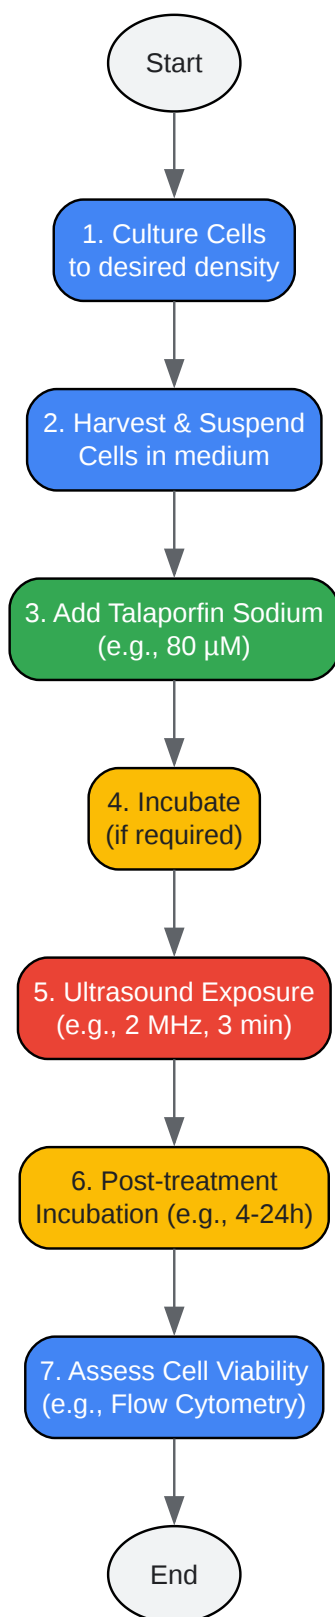 Start
1. Culture Cells
to desired density
2. Harvest & Suspend
Cells in medium
3. Add Talaporfin Sodium
(e.g., 80 µM)
4. Incubate
(if required)
5. Ultrasound Exposure
(e.g., 2 MHz, 3 min)
6. Post-treatment
Incubation (e.g., 4-24h)
7. Assess Cell Viability
(e.g., Flow Cytometry)
End